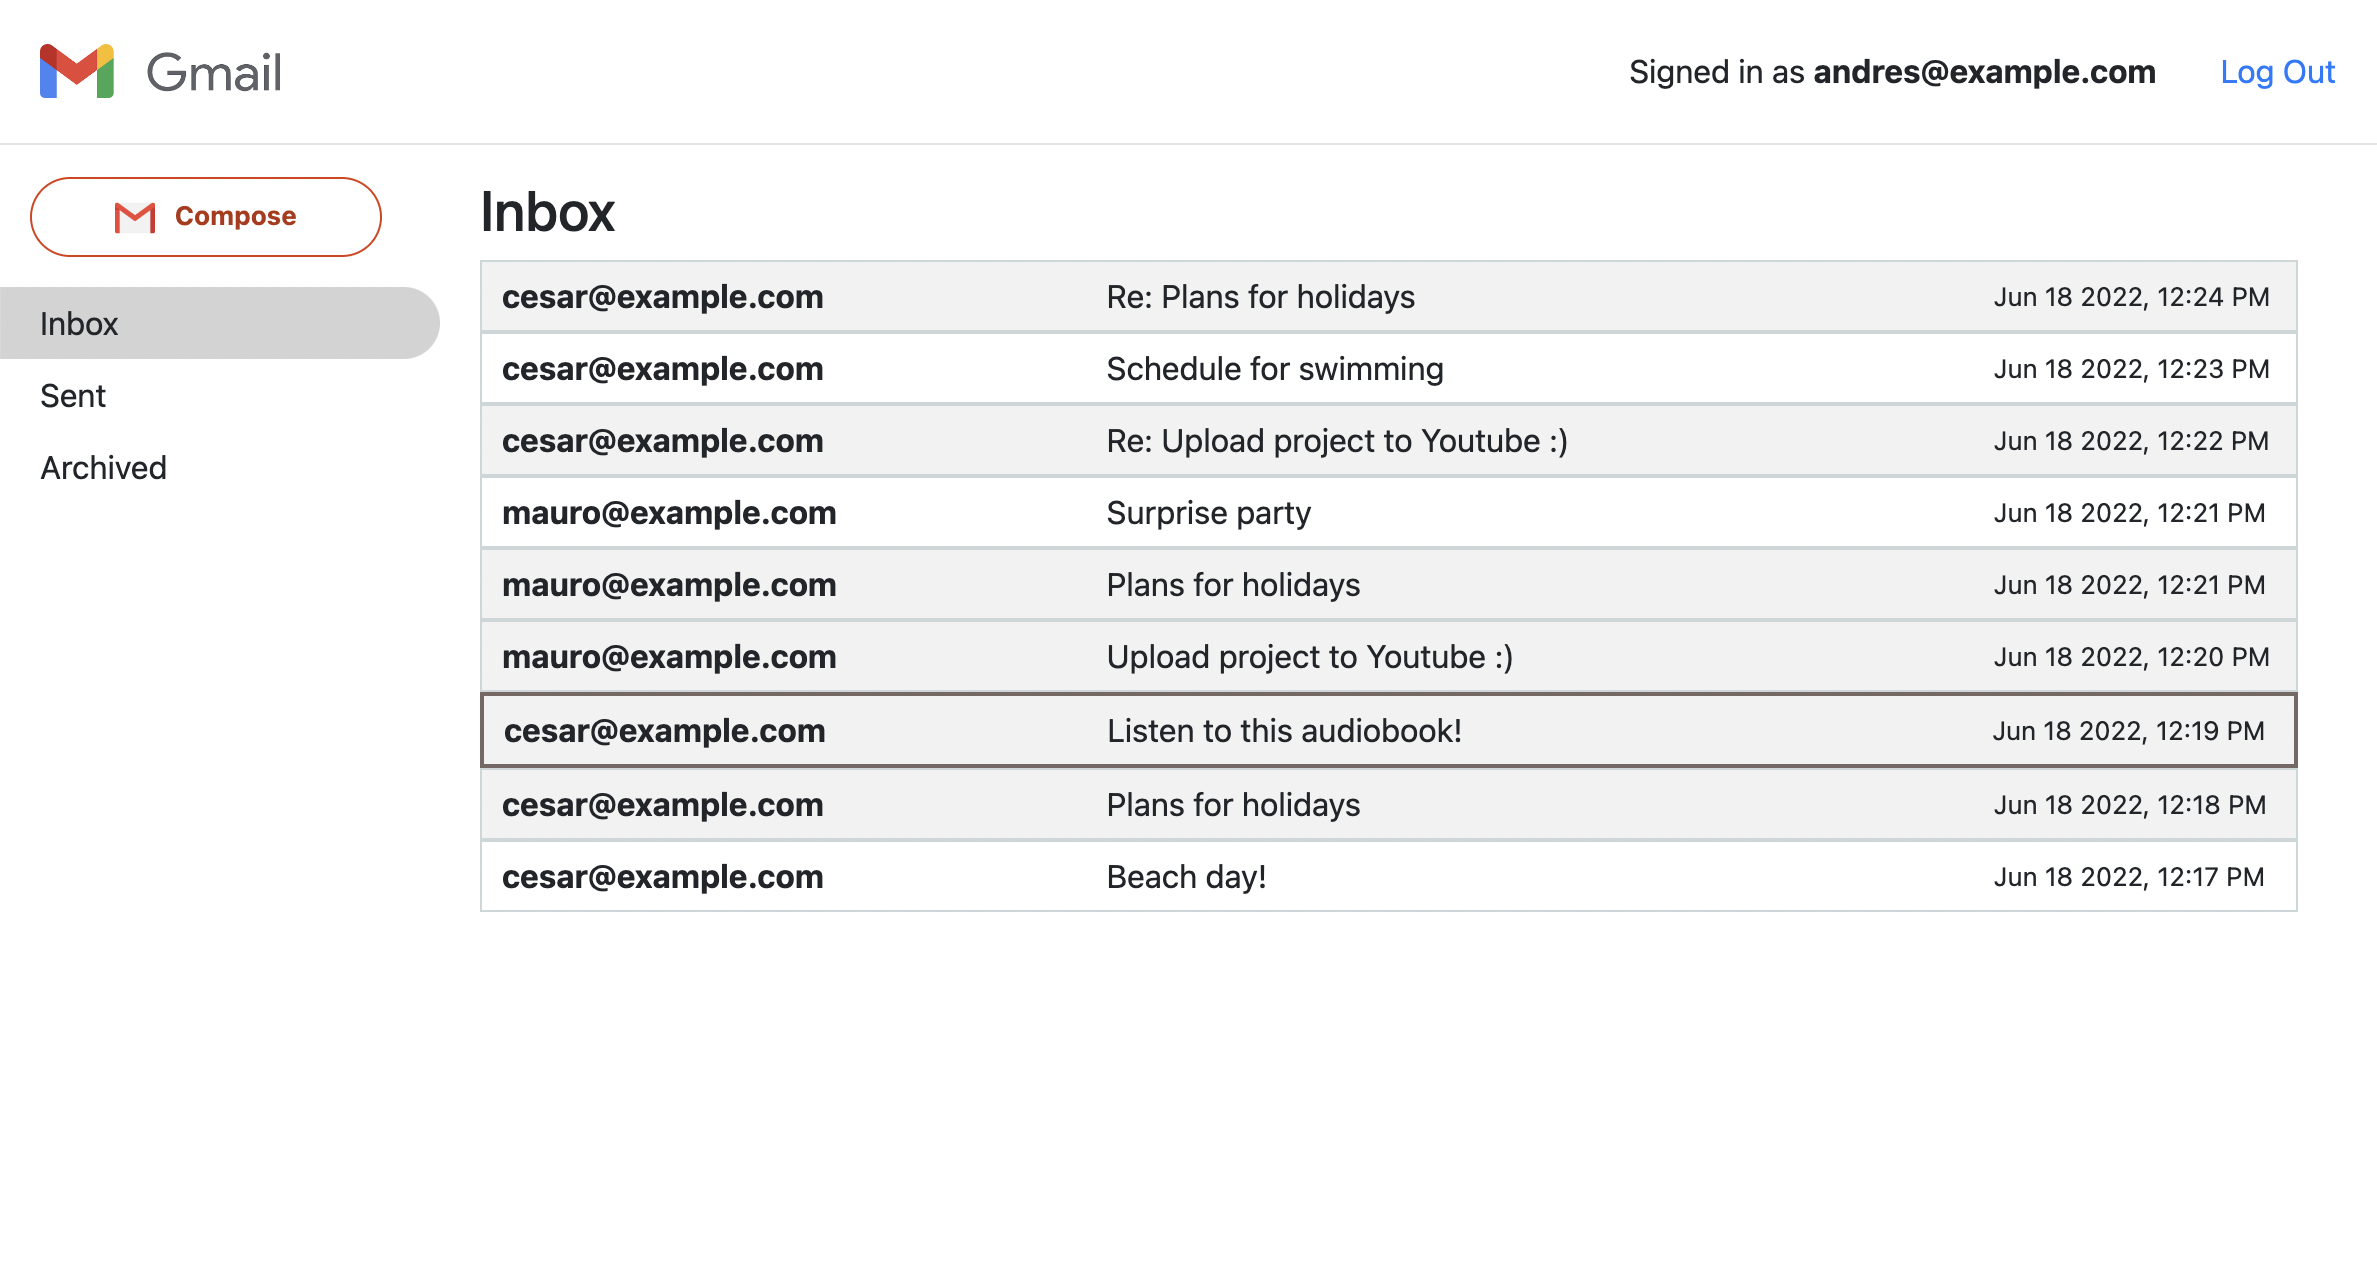 Gmail
Signed in as andres@example.com Log Out
Compose
Inbox
Sent
Archived
Inbox
cesar@example.com Re: Plans for holidays Jun 18 2022, 12:24 PM
cesar@example.com Schedule for swimming Jun 18 2022, 12:23 PM
cesar@example.com Re: Upload project to Youtube :) Jun 18 2022, 12:22 PM
mauro@example.com Surprise party Jun 18 2022, 12:21 PM
mauro@example.com Plans for holidays Jun 18 2022, 12:21 PM
mauro@example.com Upload project to Youtube :) Jun 18 2022, 12:20 PM
cesar@example.com Listen to this audiobook! Jun 18 2022, 12:19 PM
cesar@example.com Plans for holidays Jun 18 2022, 12:18 PM
cesar@example.com Beach day! Jun 18 2022, 12:17 PM